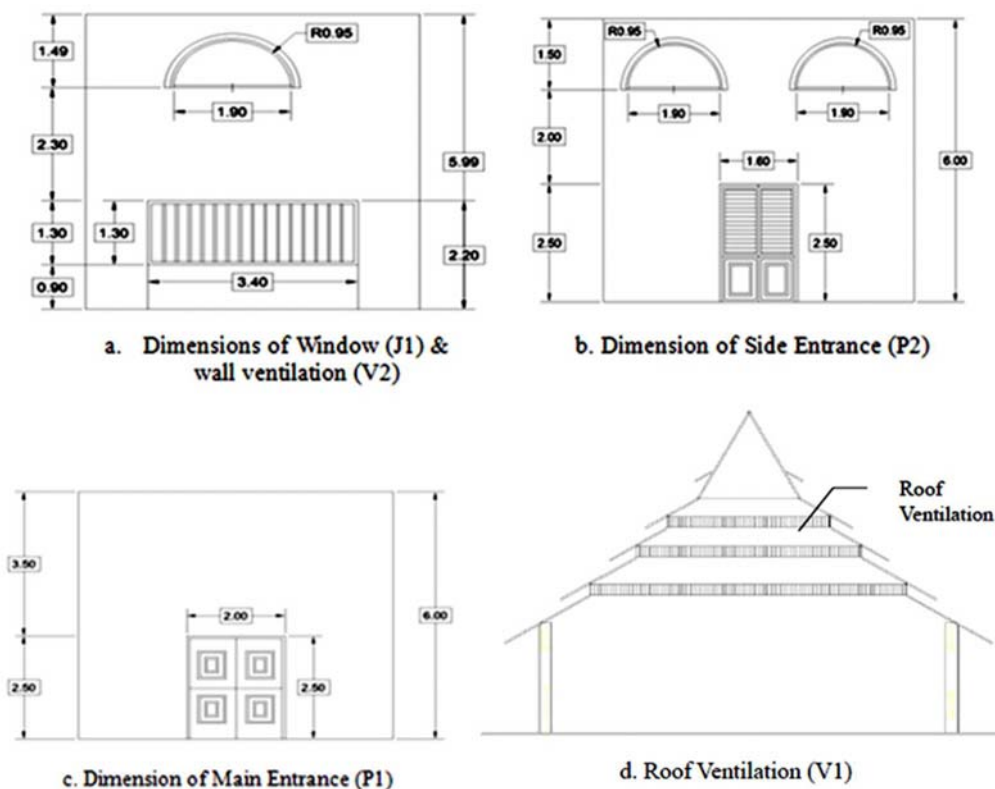 R0.95
1.49
1.90
2.30
5.99
1.30
1.30
2.20
3.40
0.90
a. Dimensions of Window (J1) &
wall ventilation (V2)
R0.95
R0.95
1.50
1.90
1.90
2.00
1.60
6.00
2.50
2.50
b. Dimension of Side Entrance (P2)
3.50
2.00
6.00
2.50
2.50
c. Dimension of Main Entrance (P1)
Roof
Ventilation
d. Roof Ventilation (V1)